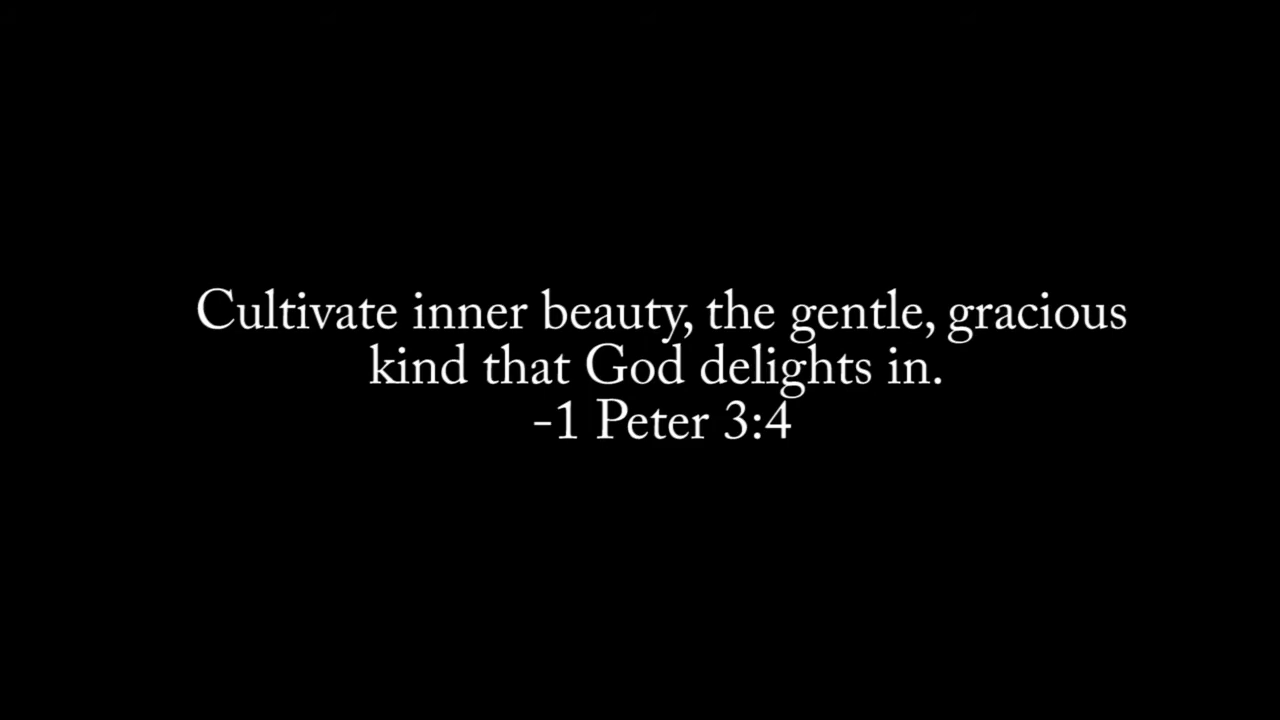 Cultivate inner beauty, the gentle, gracious
kind that God delights in.
-1 Peter 3:4